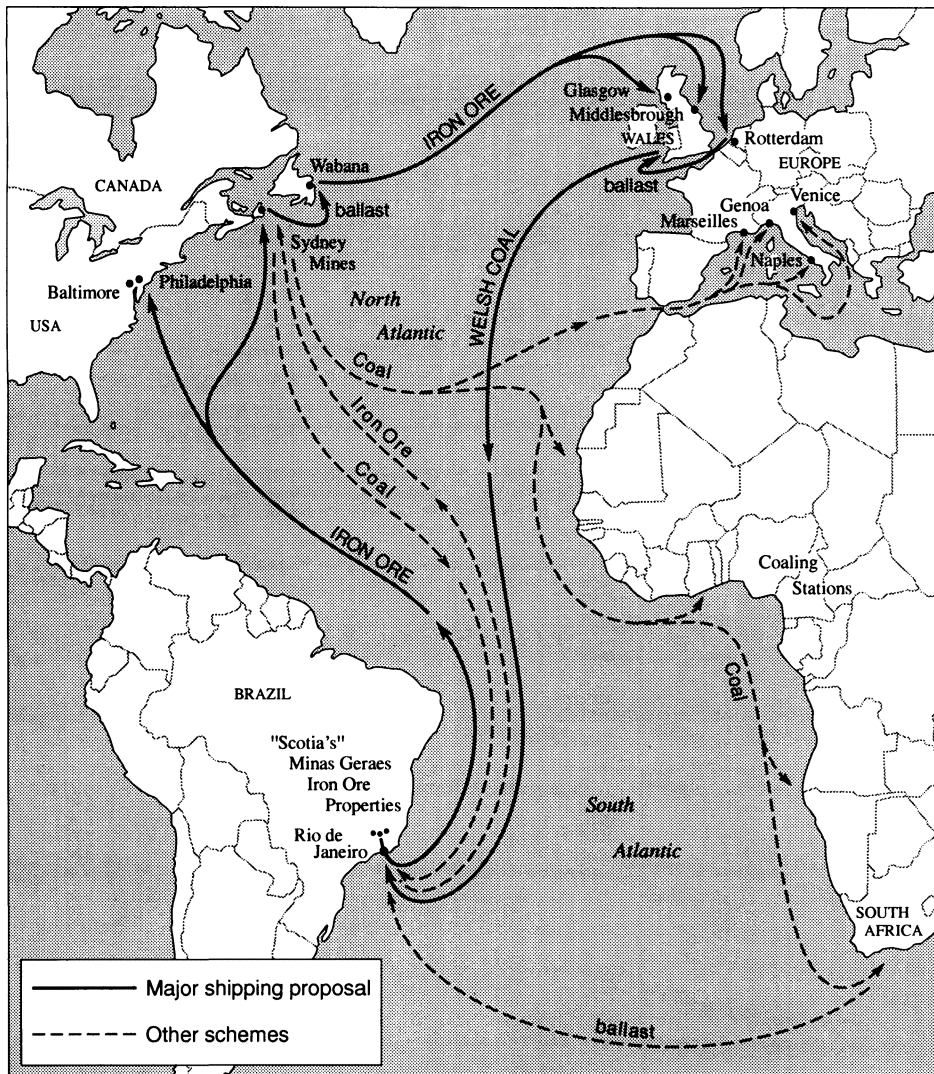 IRON ORE
Glasgow
Middlesbrough
WALES
Rotterdam
EUROPE
Wabana
CANADA
ballast
ballast
Venice
Genoa
Marseilles
Naples
Sydney
Mines
Philadelphia
Baltimore
USA
North
Atlantic
WELSH COAL
Coal
Iron Ore
Coal
IRON ORE
Coaling
Stations
Coal
BRAZIL
"Scotia's"
Minas Geraes
Iron Ore
Properties
Rio de
Janeiro
South
Atlantic
SOUTH
AFRICA
Major shipping proposal
Other schemes
ballast